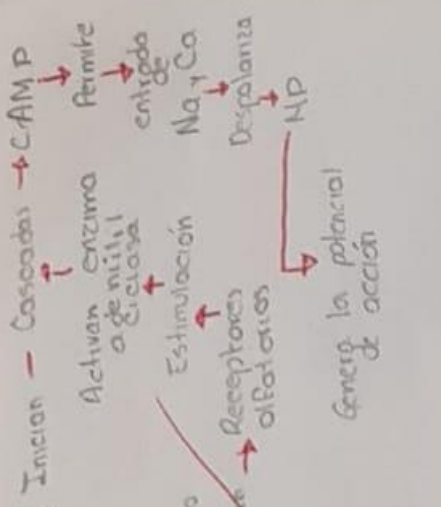 Inician – Cascadas → CAMP
Permite
entrada
de
Na y Ca
Despolariza
MP
Activan enzima
adenilil
ciclasa
Estimulación
Receptores
olfatorios
Genera la potencial
de acción